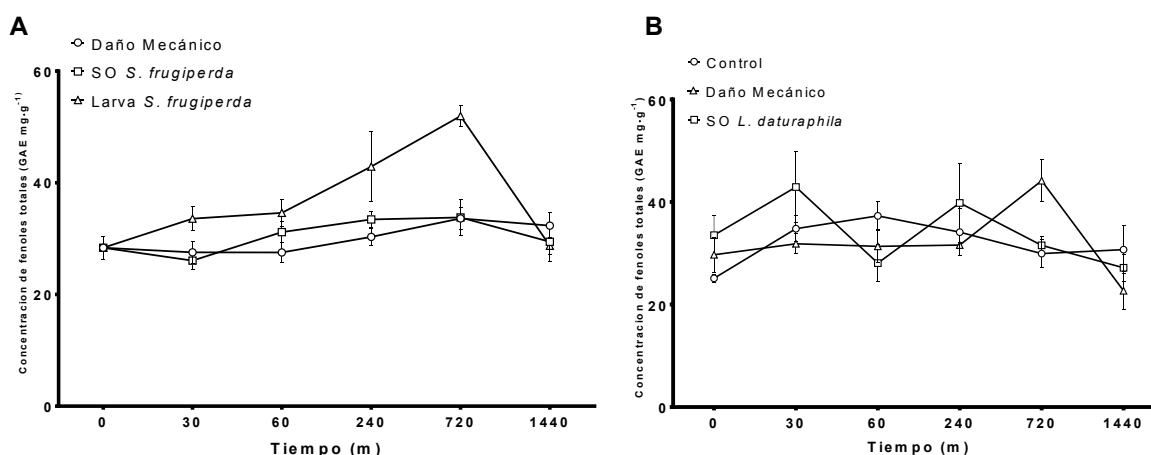 A
Daño Mecánico
SO S. frugiperda
Larva S. frugiperda
Concentracion de fenoles totales (GAE mg·g-1)
60
40
20
0
0 30 60 240 720 1440
Tiempo (m)
B
Control
Daño Mecánico
SO L. daturaphila
Concentracion de fenoles totales (GAE mg·g-1)
60
40
20
0
0 30 60 240 720 1440
Tiempo (m)